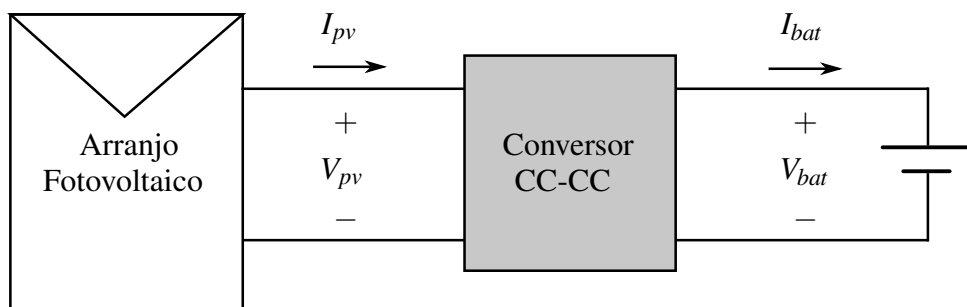 I_pv
I_bat
+
+
Arranjo
Fotovoltaico
V_pv
Conversor
CC-CC
V_bat
−
−